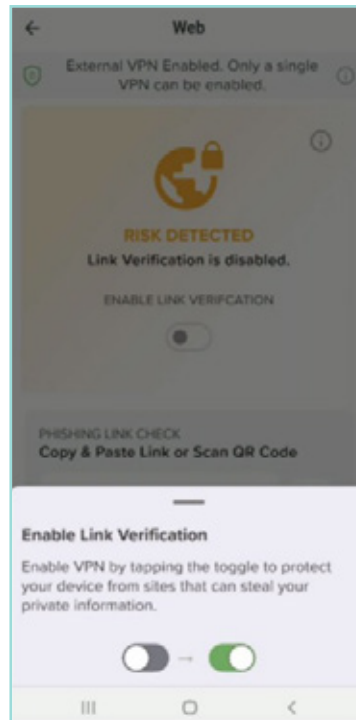 Web
External VPN Enabled. Only a single
VPN can be enabled.
RISK DETECTED
Link Verification is disabled.
ENABLE LINK VERIFCATION
PHISHING LINK CHECK
Copy & Paste Link or Scan QR Code
Enable Link Verification
Enable VPN by tapping the toggle to protect
your device from sites that can steal your
private information.